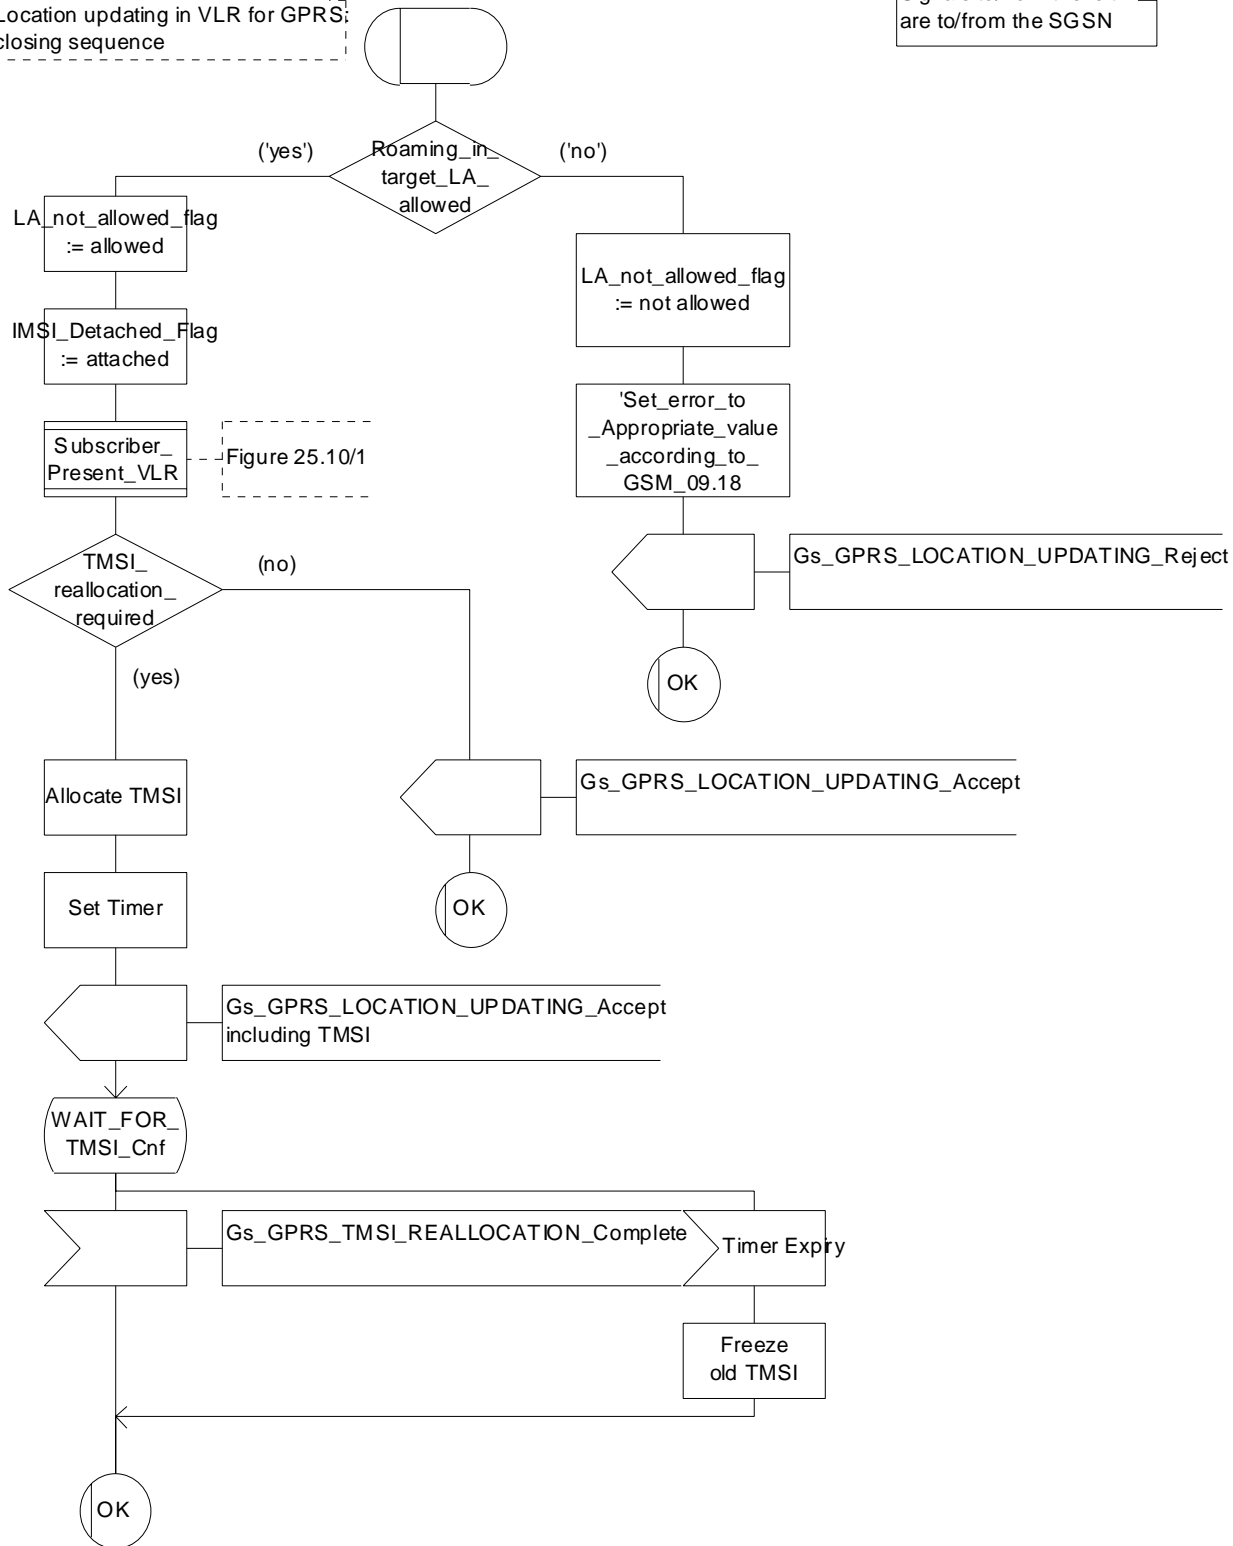 Location updating in VLR for GPRS:
closing sequence
are to/from the SGSN
('yes')
Roaming_in_
target_LA_
allowed
('no')
LA_not_allowed_flag
:= allowed
LA_not_allowed_flag
:= not allowed
IMSI_Detached_Flag
:= attached
'Set_error_to
_Appropriate_value
_according_to_
GSM_09.18
Subscriber_
Present_VLR
Figure 25.10/1
Gs_GPRS_LOCATION_UPDATING_Reject
TMSI_
reallocation_
required
(no)
(yes)
OK
Allocate TMSI
Gs_GPRS_LOCATION_UPDATING_Accept
Set Timer
OK
Gs_GPRS_LOCATION_UPDATING_Accept
including TMSI
WAIT_FOR_
TMSI_Cnf
Gs_GPRS_TMSI_REALLOCATION_Complete
Timer Expiry
Freeze
old TMSI
OK